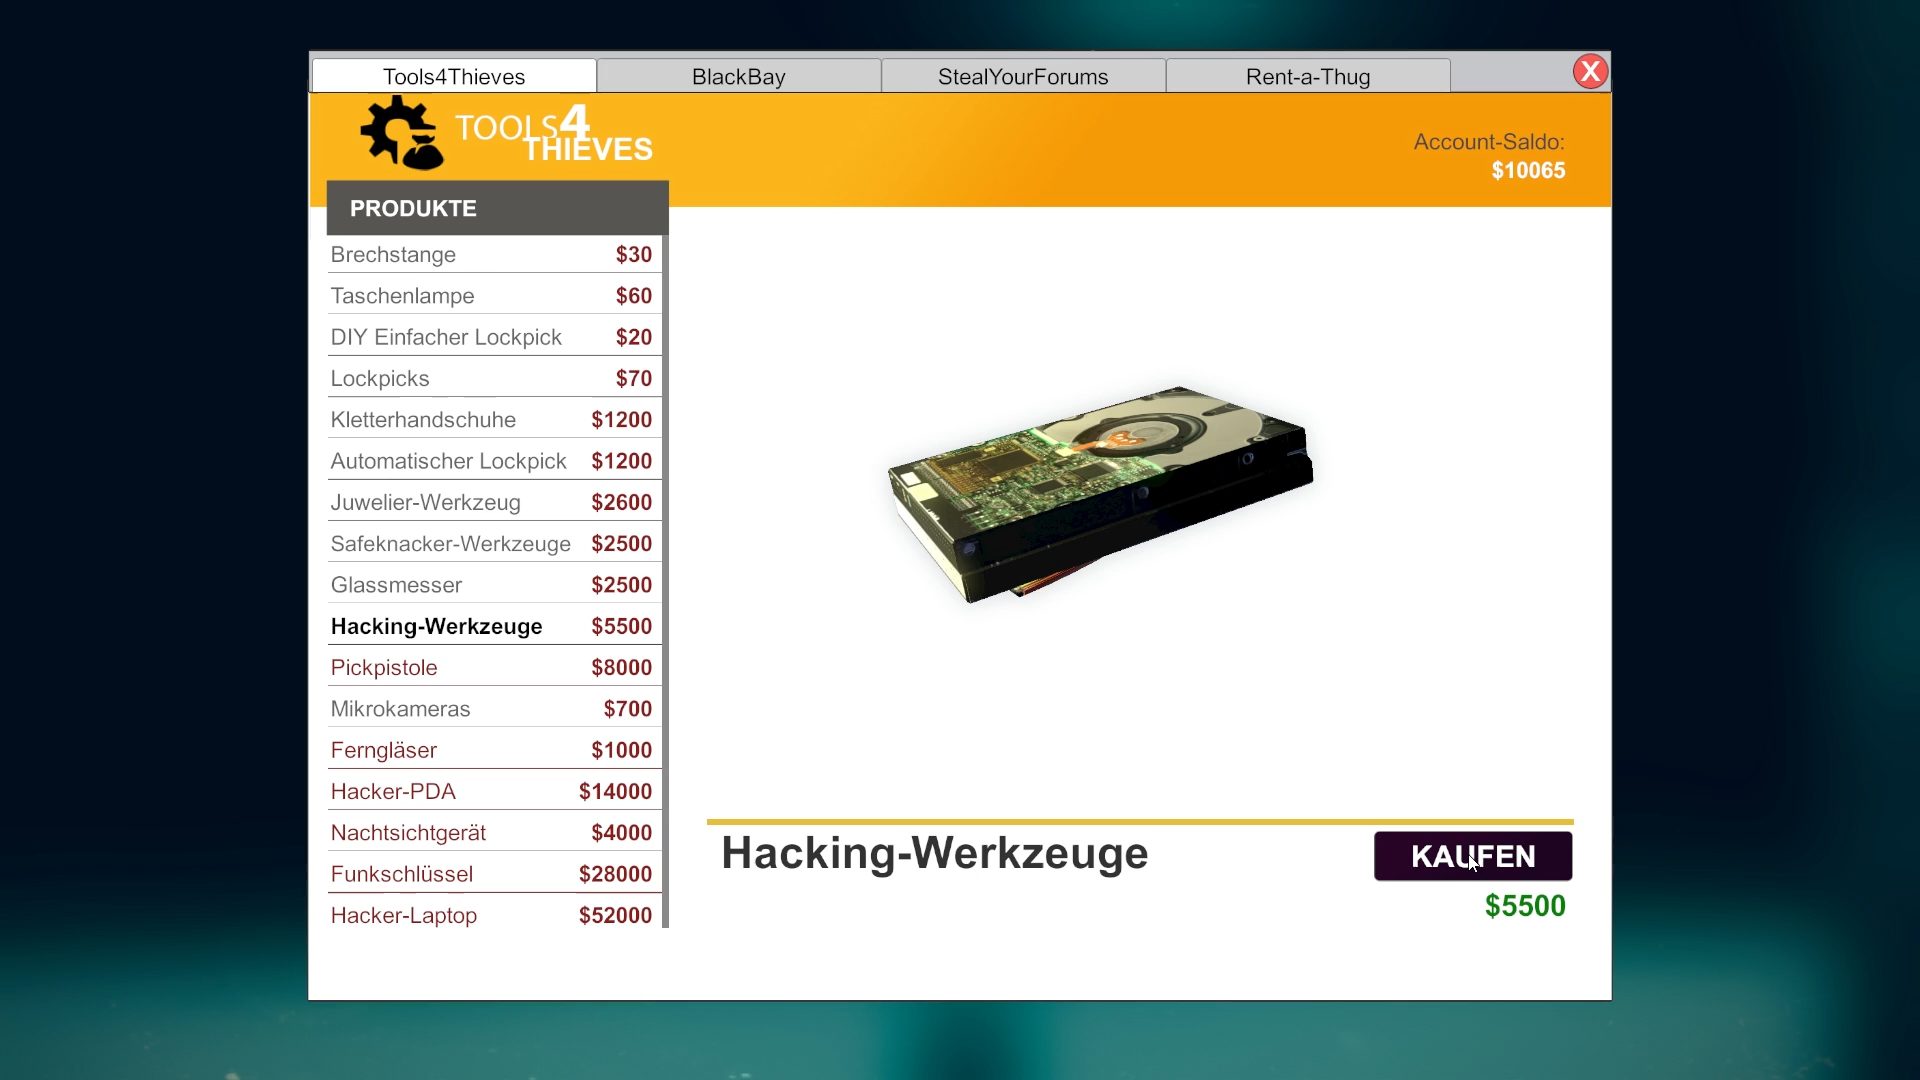 Tools4Thieves
BlackBay
StealYourForums
Rent-a-Thug
X
TOOLS4
THIEVES
Account-Saldo:
$10065
PRODUKTE
Brechstange $30
Taschenlampe $60
DIY Einfacher Lockpick $20
Lockpicks $70
Kletterhandschuhe $1200
Automatischer Lockpick $1200
Juwelier-Werkzeug $2600
Safeknacker-Werkzeuge $2500
Glassmesser $2500
Hacking-Werkzeuge $5500
Pickpistole $8000
Mikrokameras $700
Ferngläser $1000
Hacker-PDA $14000
Nachtsichtgerät $4000
Funkschlüssel $28000
Hacker-Laptop $52000
Hacking-Werkzeuge
KAUFEN
$5500